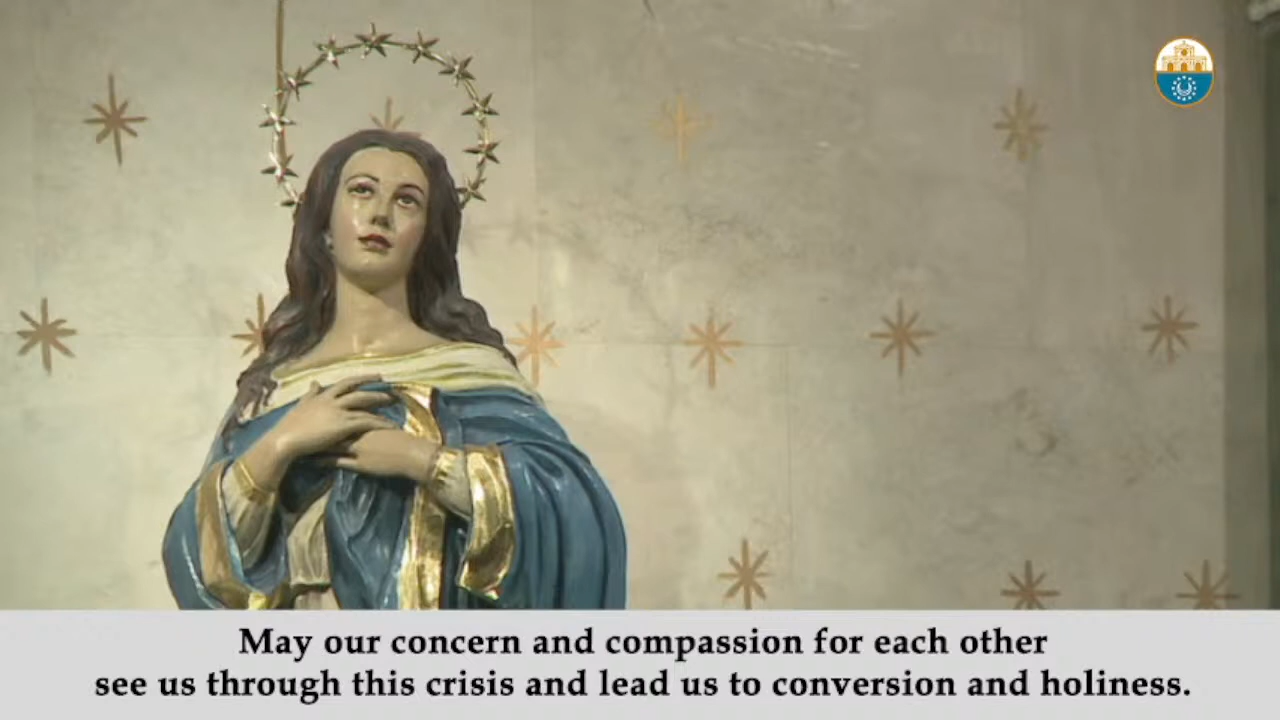 May our concern and compassion for each other
see us through this crisis and lead us to conversion and holiness.